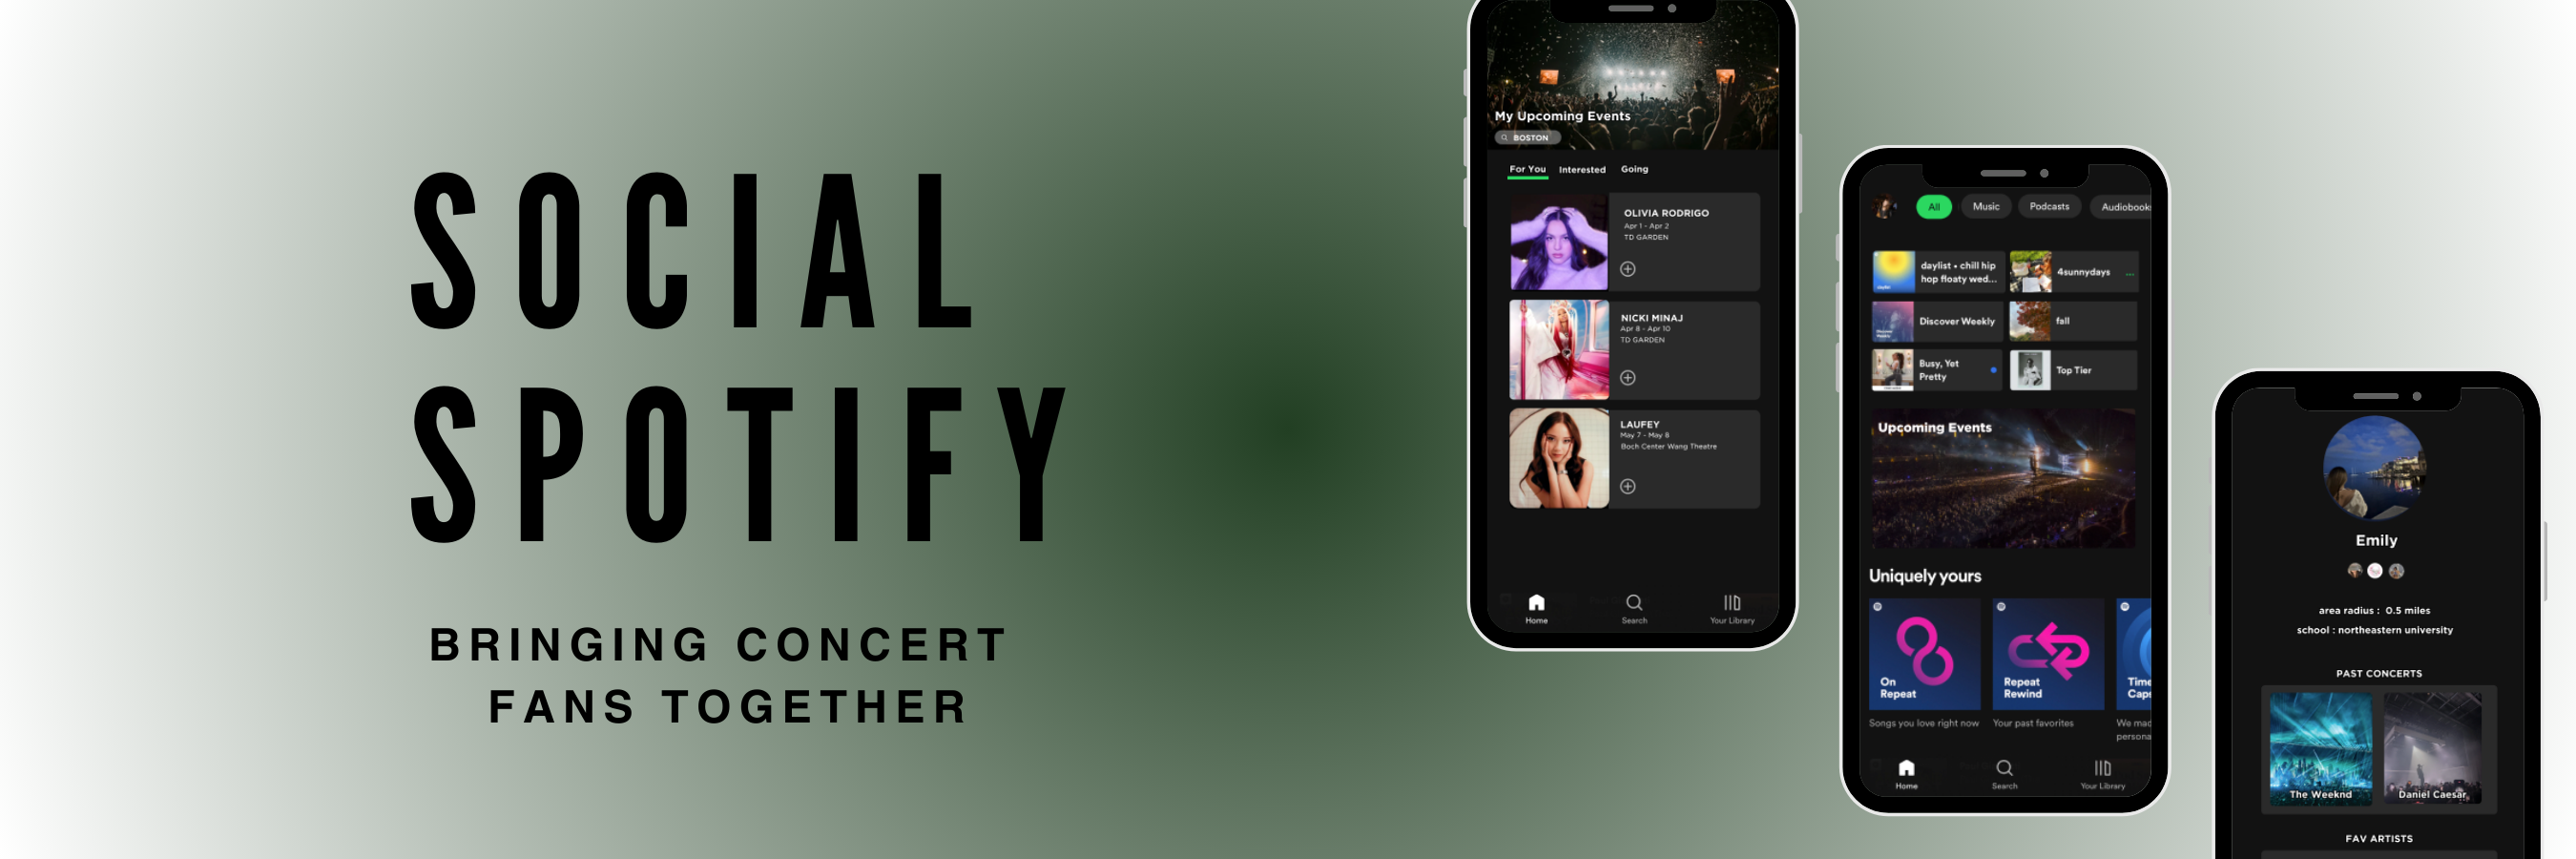 SOCIAL
SPOTIFY
BRINGING CONCERT
FANS TOGETHER
My Upcoming Events
BOSTON
For You Interested Going
OLIVIA RODRIGO
Apr 1 - Apr 2
TD GARDEN
NICKI MINAJ
Apr 8 - Apr 10
TD GARDEN
LAUFEY
May 7 - May 8
Boch Center Wang Theatre
Home Search Your Library
All Music Podcasts Audiobook
daylist • chill hip
hop floaty wed...
4sunnydays
Discover Weekly
fall
Busy, Yet
Pretty
Top Tier
Upcoming Events
Uniquely yours
On
Repeat
Repeat
Rewind
Time
Caps
Songs you love right now
Your past favorites
We mad
persona
Home Search Your Library
Emily
area radius : 0.5 miles
school : northeastern university
PAST CONCERTS
The Weeknd
Daniel Caesar
FAV ARTISTS